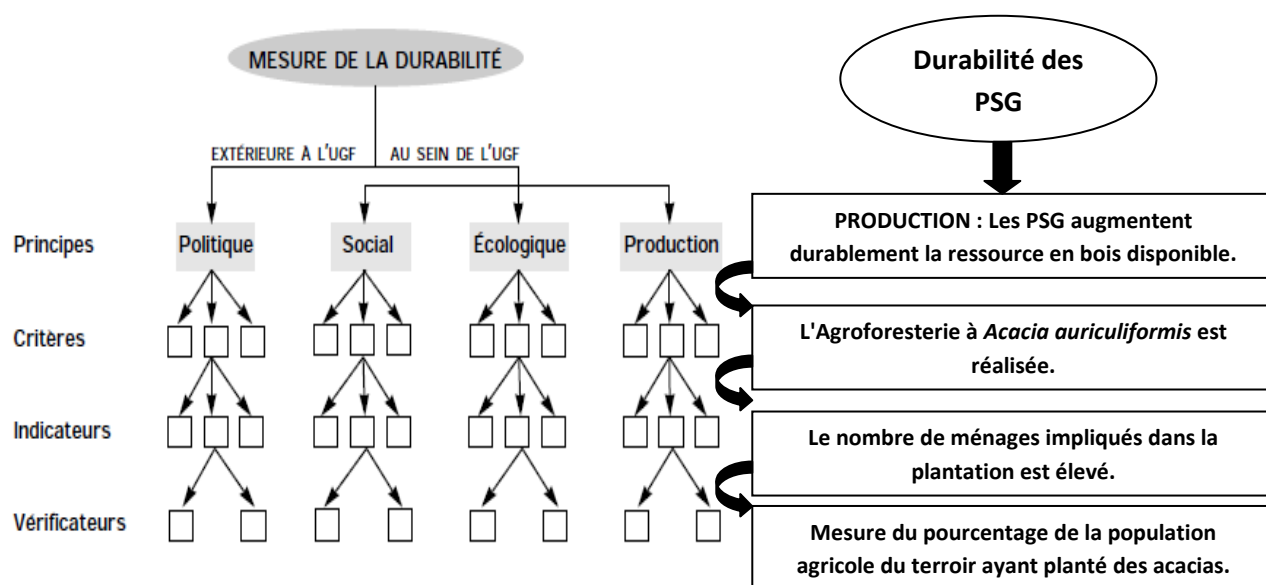 MESURE DE LA DURABILITÉ
EXTÉRIEURE À L'UGF
AU SEIN DE L'UGF
Principes
Politique
Social
Écologique
Production
Critères
Indicateurs
Vérificateurs
Durabilité des
PSG
PRODUCTION : Les PSG augmentent
durablement la ressource en bois disponible.
L'Agroforesterie à Acacia auriculiformis est
réalisée.
Le nombre de ménages impliqués dans la
plantation est élevé.
Mesure du pourcentage de la population
agricole du terroir ayant planté des acacias.